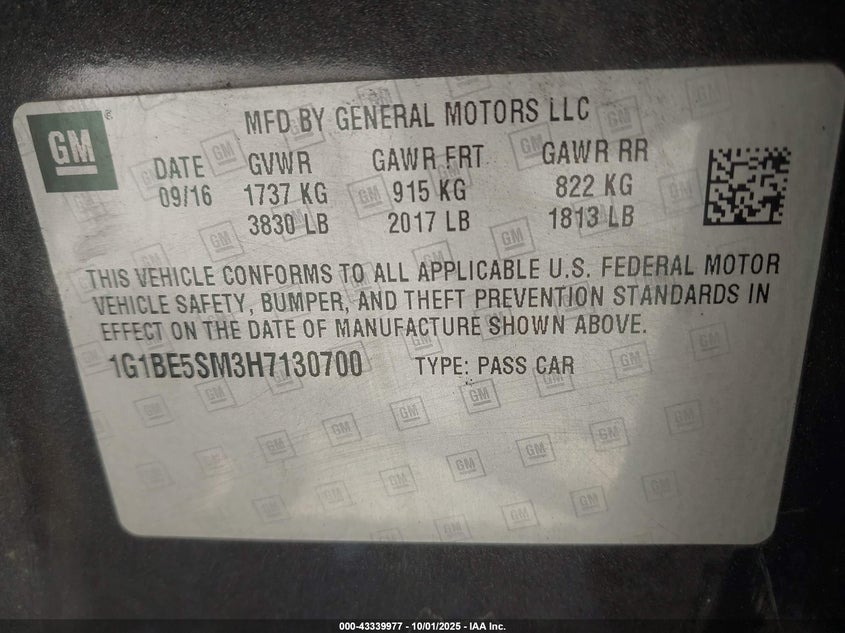 GM
MFD BY GENERAL MOTORS LLC
DATE GVWR GAWR FRT GAWR RR
09/16 1737 KG 915 KG 822 KG
3830 LB 2017 LB 1813 LB
THIS VEHICLE CONFORMS TO ALL APPLICABLE U.S. FEDERAL MOTOR
VEHICLE SAFETY, BUMPER, AND THEFT PREVENTION STANDARDS IN
EFFECT ON THE DATE OF MANUFACTURE SHOWN ABOVE.
1G1BE5SM3H7130700 TYPE: PASS CAR
000-43339977 - 10/01/2025 - IAA Inc.